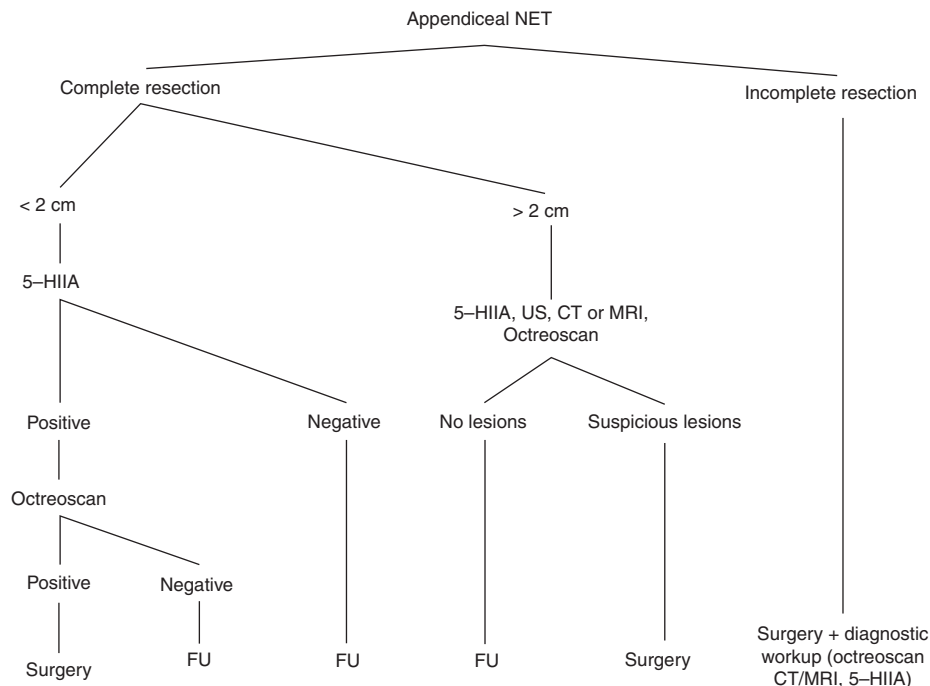 Appendiceal NET
Complete resection
Incomplete resection
< 2 cm
> 2 cm
5–HIIA
5–HIIA, US, CT or MRI,
Octreoscan
Positive
Negative
No lesions
Suspicious lesions
Octreoscan
Positive
Negative
Surgery
FU
FU
FU
Surgery
Surgery + diagnostic
workup (octreoscan
CT/MRI, 5–HIIA)